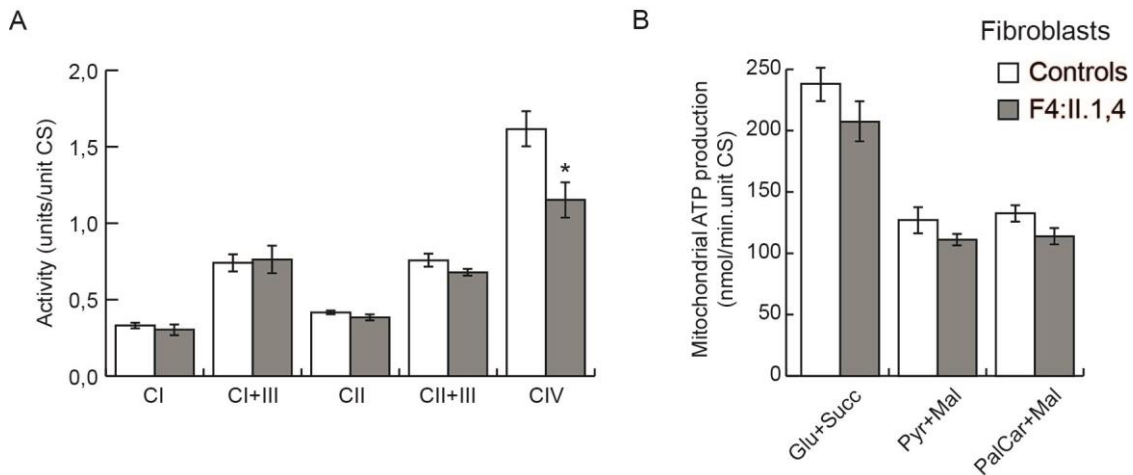 A
Activity (units/unit CS)
2,0
1,5
1,0
0,5
0,0
*
CI
CI+III
CII
CII+III
CIV
B
Fibroblasts
Controls
F4:II.1,4
Mitochondrial ATP production
(nmol/min.unit CS)
250
200
150
100
50
0
Glu+Succ
Pyr+Mal
PalCar+Mal